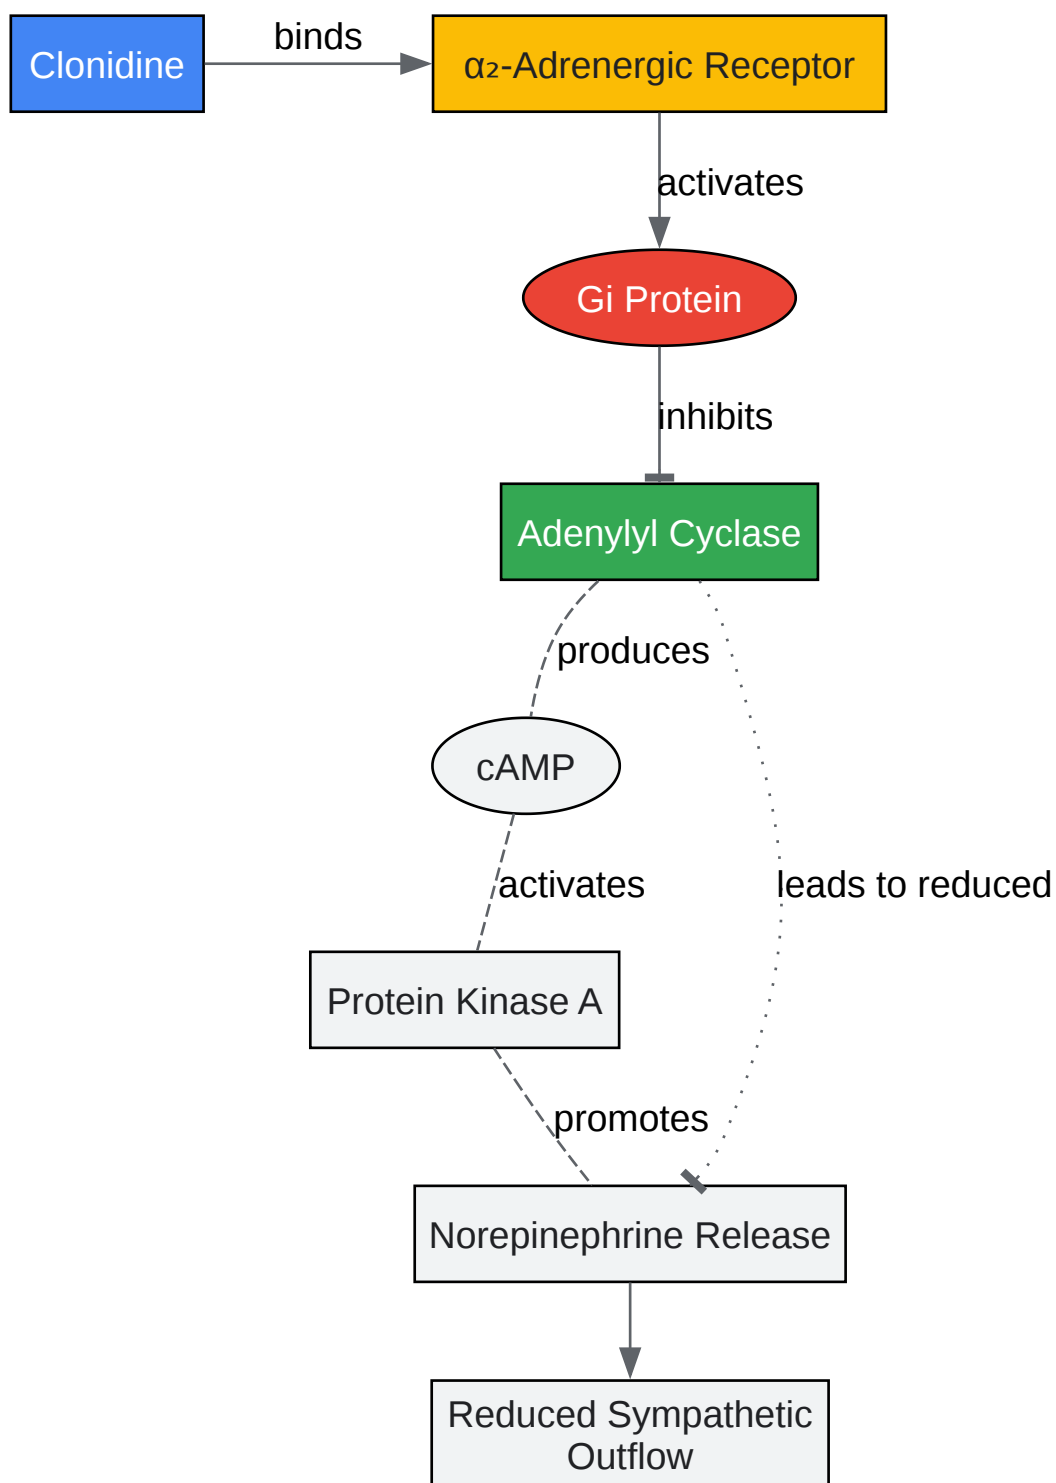 Clonidine
binds
α₂-Adrenergic Receptor
activates
Gi Protein
inhibits
Adenylyl Cyclase
produces
cAMP
activates
leads to reduced
Protein Kinase A
promotes
Norepinephrine Release
Reduced Sympathetic
Outflow